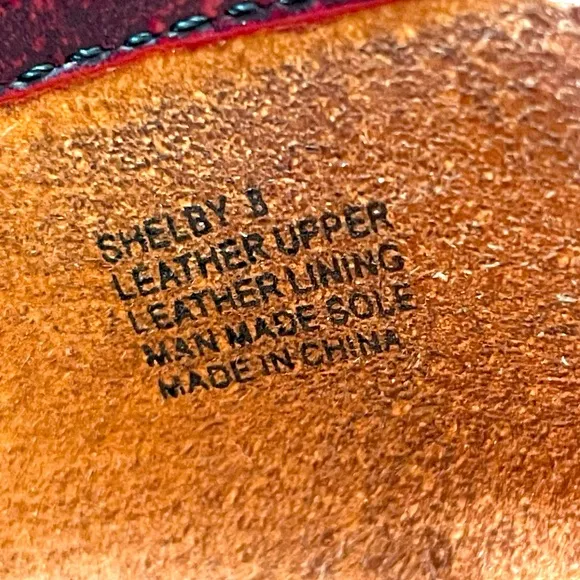 SHELBY 8
LEATHER UPPER
LEATHER LINING
MAN MADE SOLE
MADE IN CHINA